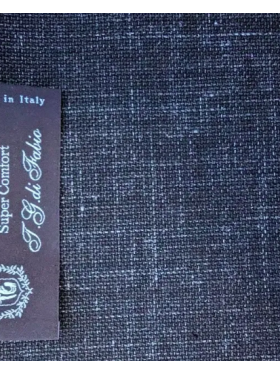 in Italy
Super Comfort
T.G. di Fabio